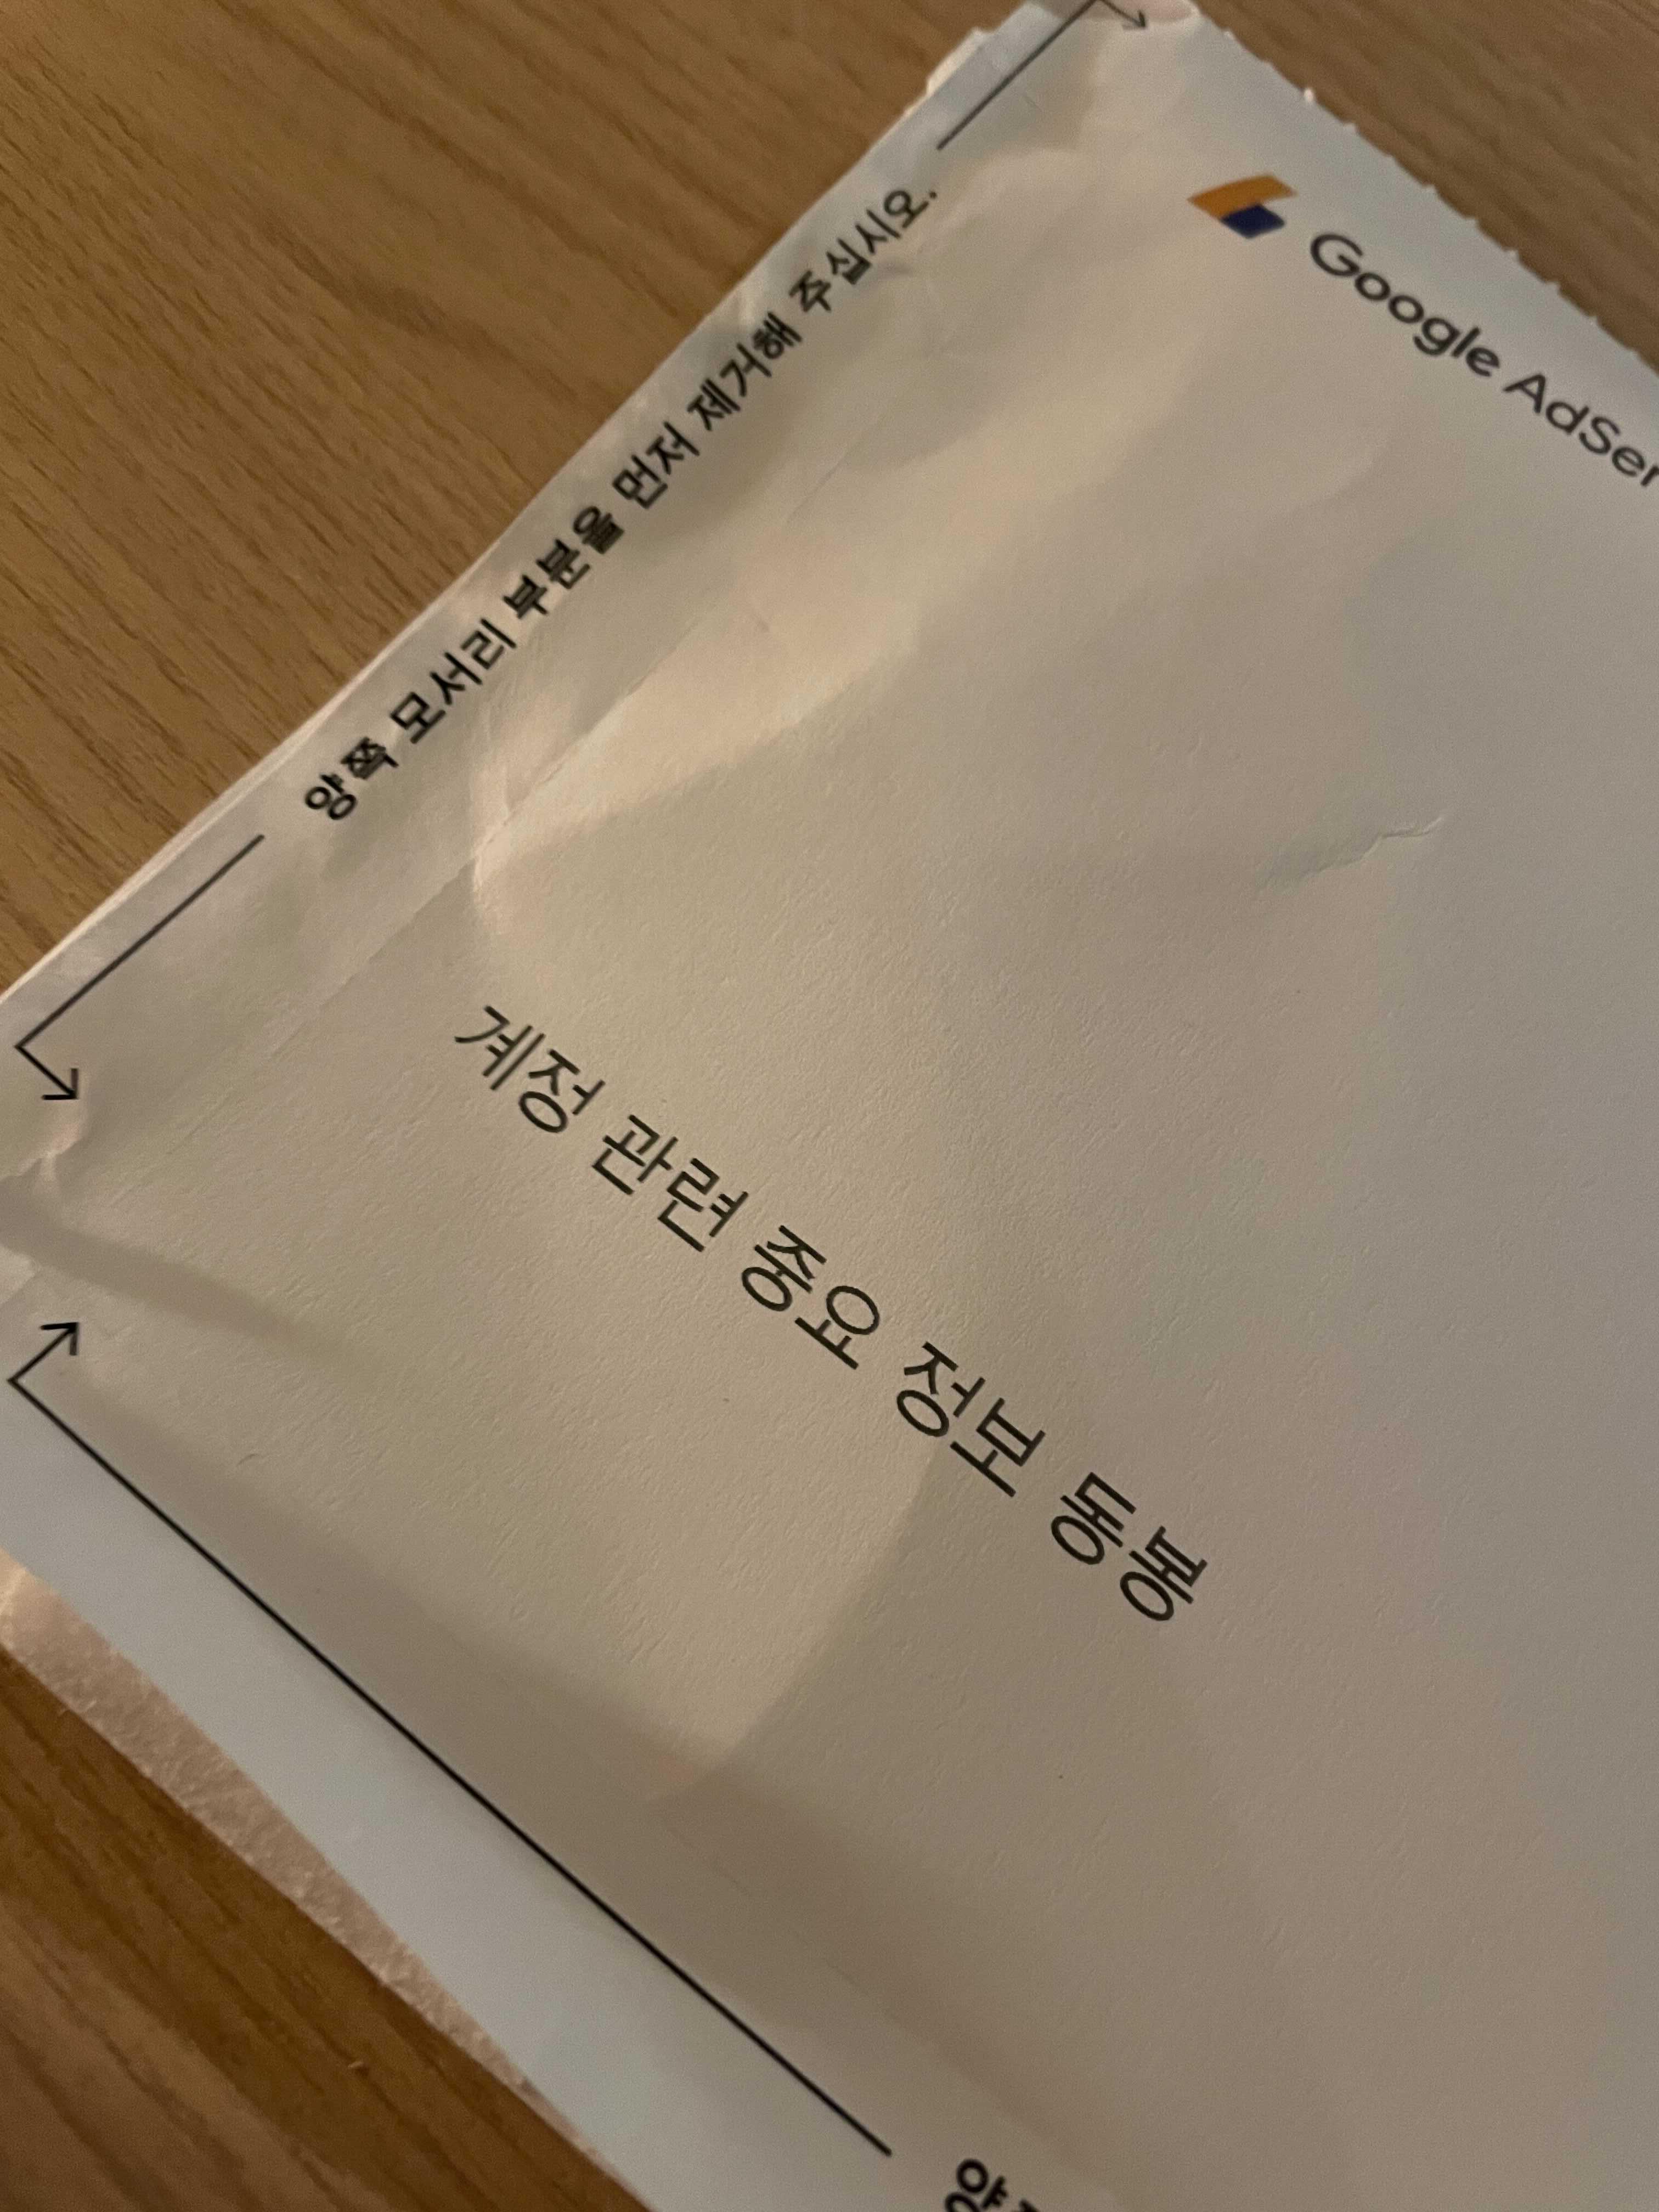 Google AdSen
양쪽 모서리 부분을 먼저 제거해 주십시오.
계정 관련 중요 정보 동봉